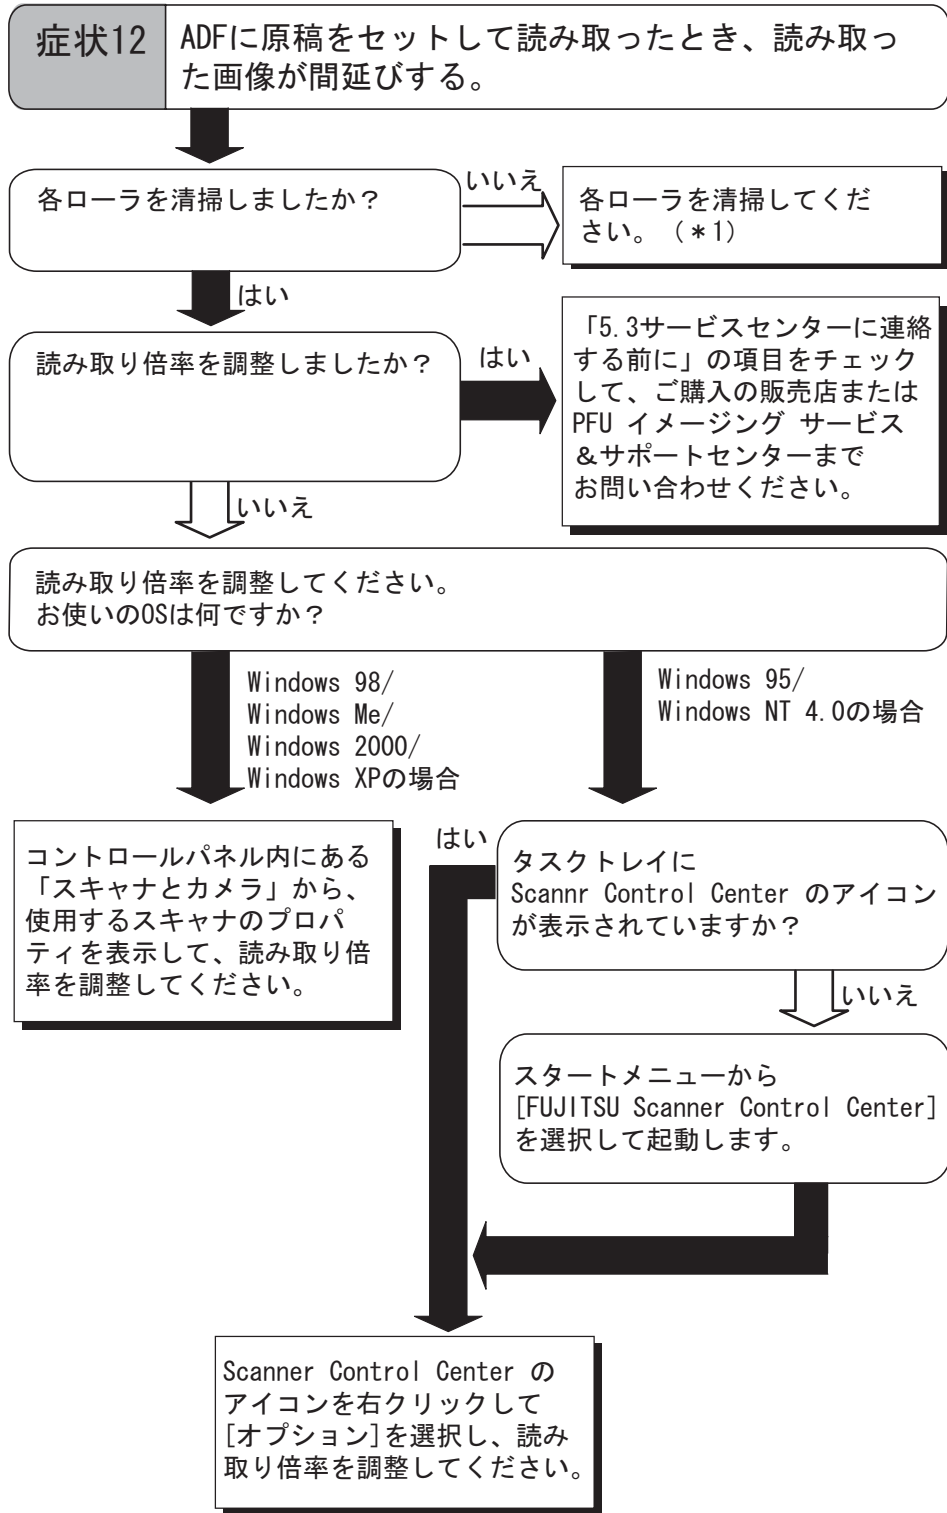 症状12
ADFに原稿をセットして読み取ったとき、読み取っ
た画像が間延びする。
各ローラを清掃しましたか？
いいえ
各ローラを清掃してくだ
さい。（＊1）
はい
読み取り倍率を調整しましたか？
はい
「5.3サービスセンターに連絡
する前に」の項目をチェック
して、ご購入の販売店または
PFU イメージング サービス
＆サポートセンターまで
お問い合わせください。
いいえ
読み取り倍率を調整してください。
お使いのOSは何ですか？
Windows 98/
Windows Me/
Windows 2000/
Windows XPの場合
Windows 95/
Windows NT 4.0の場合
コントロールパネル内にある
「スキャナとカメラ」から、
使用するスキャナのプロパ
ティを表示して、読み取り倍
率を調整してください。
はい
タスクトレイに
Scannr Control Center のアイコン
が表示されていますか？
いいえ
スタートメニューから
[FUJITSU Scanner Control Center]
を選択して起動します。
Scanner Control Center の
アイコンを右クリックして
[オプション]を選択し、読み
取り倍率を調整してください。